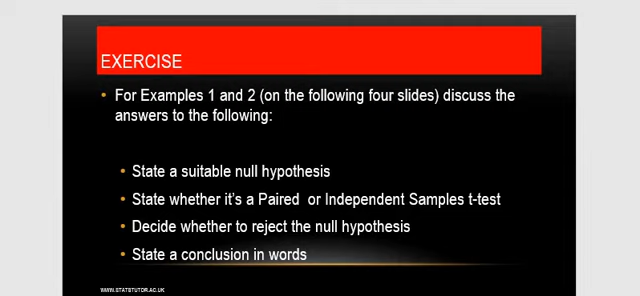 EXERCISE
• For Examples 1 and 2 (on the following four slides) discuss the
answers to the following:
• State a suitable null hypothesis
• State whether it's a Paired or Independent Samples t-test
• Decide whether to reject the null hypothesis
• State a conclusion in words
WWW.STATSTUTOR.AC.UK